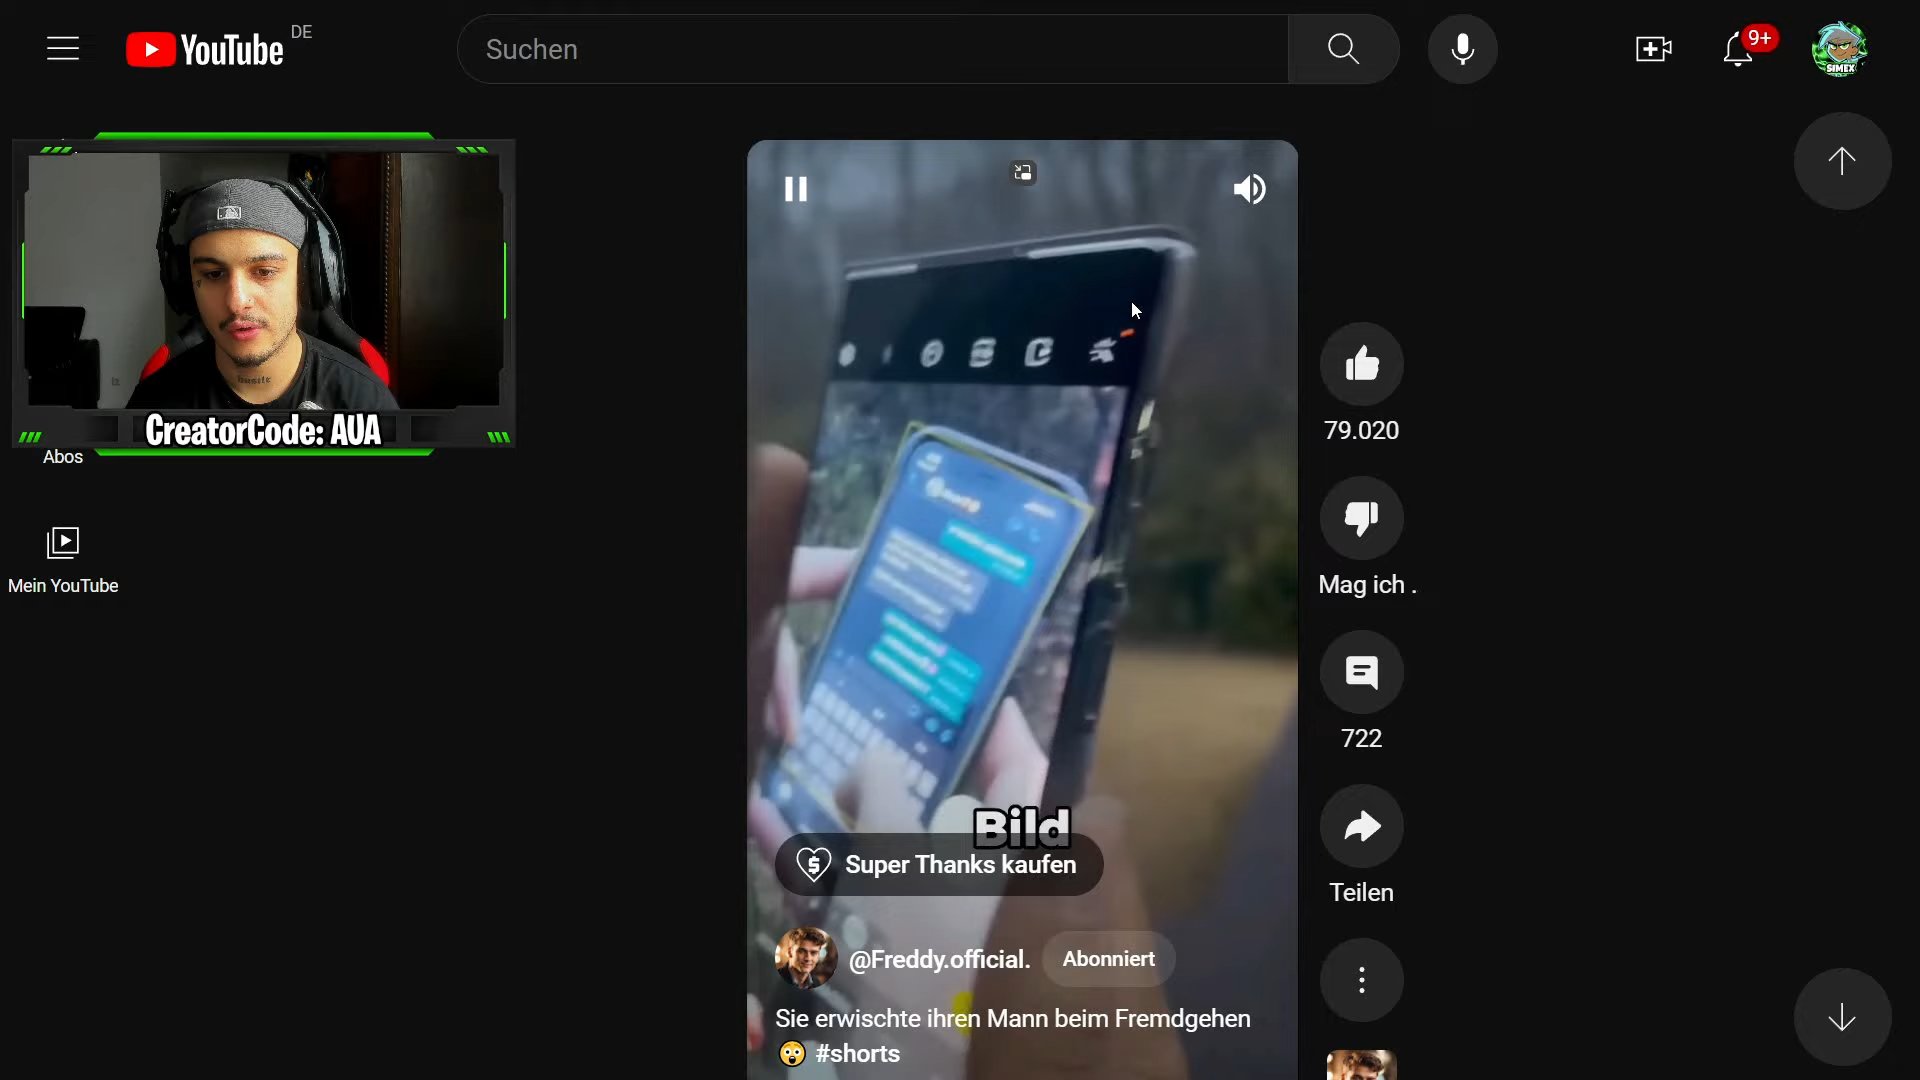 YouTube DE
Suchen
9+
SIMEX
CreatorCode: AUA
Abos
Mein YouTube
79.020
Mag ich .
722
Teilen
Bild
Super Thanks kaufen
@Freddy.official.
Abonniert
Sie erwischte ihren Mann beim Fremdgehen
😲 #shorts